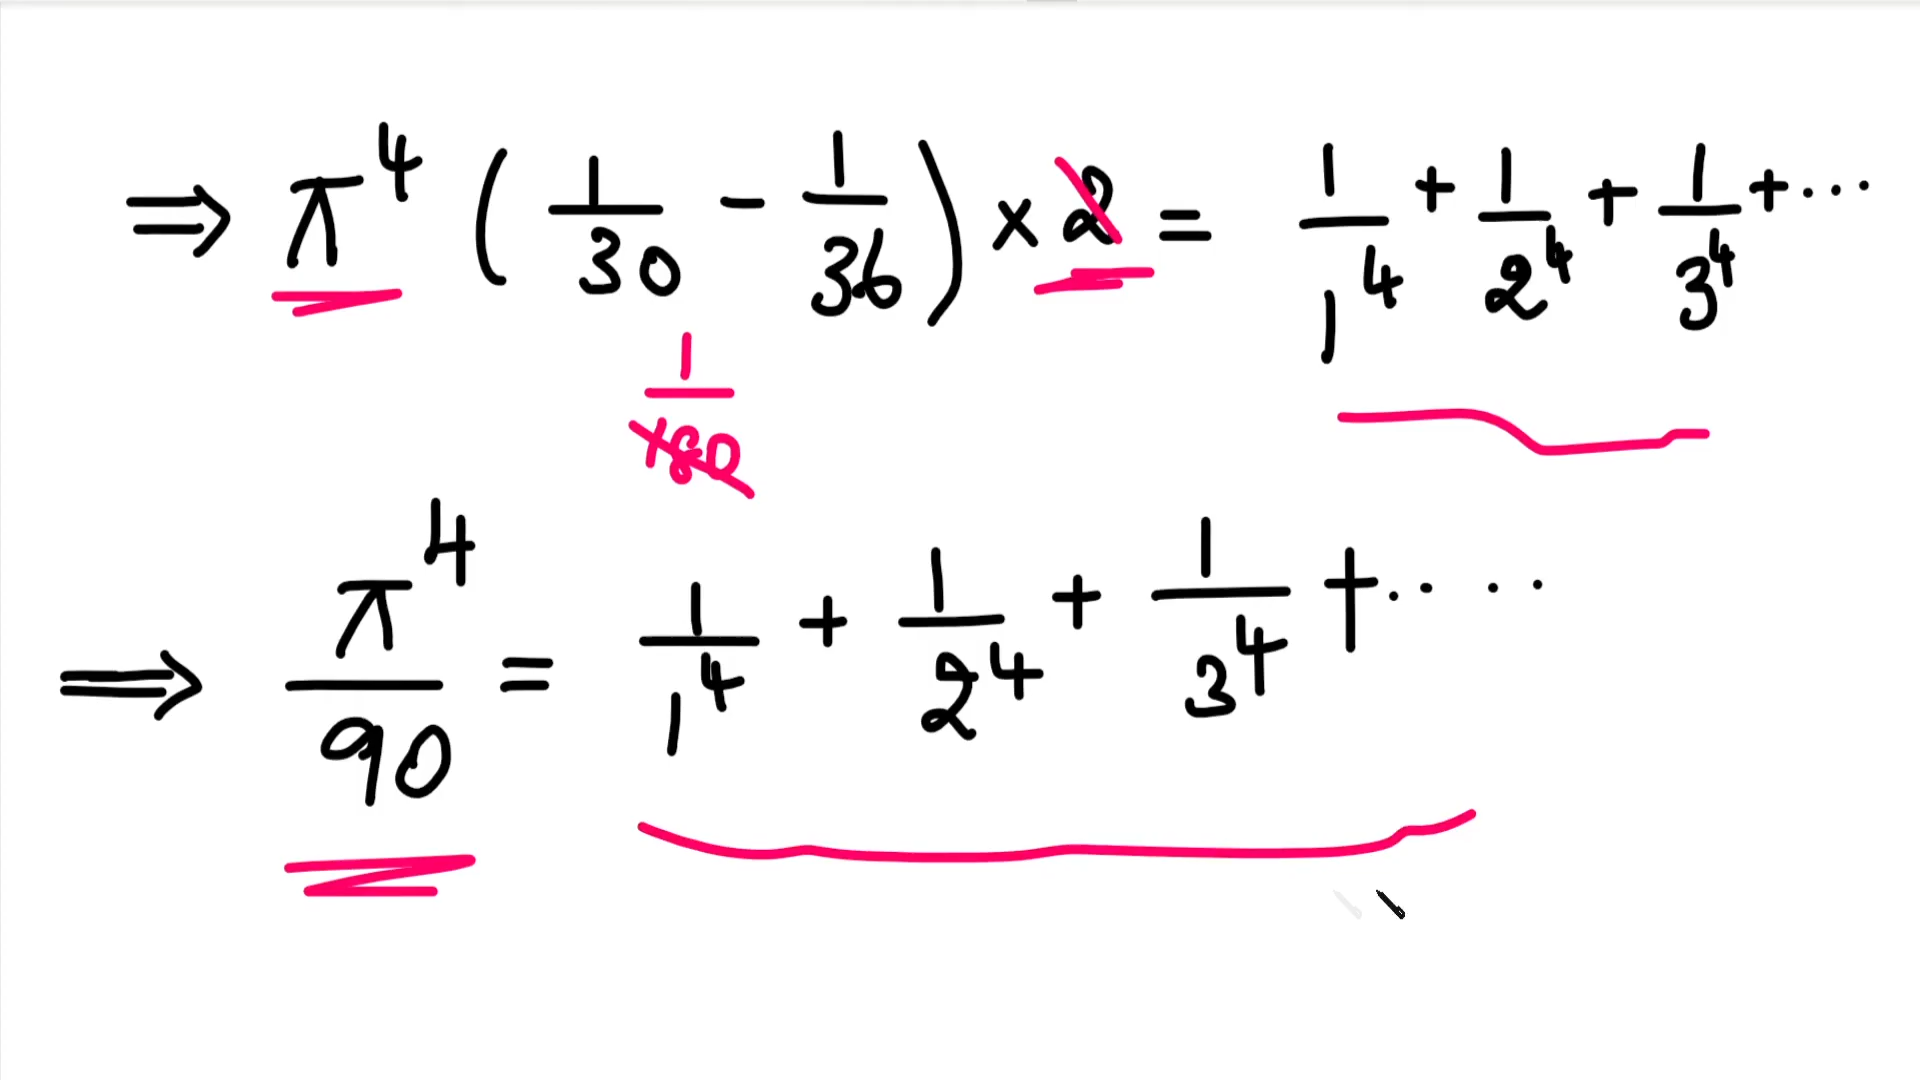 ⇒ π⁴ ( 1/30 - 1/36 ) × 2 = 1/1⁴ + 1/2⁴ + 1/3⁴ + ...
1/180
⇒ π⁴/90 = 1/1⁴ + 1/2⁴ + 1/3⁴ + ....